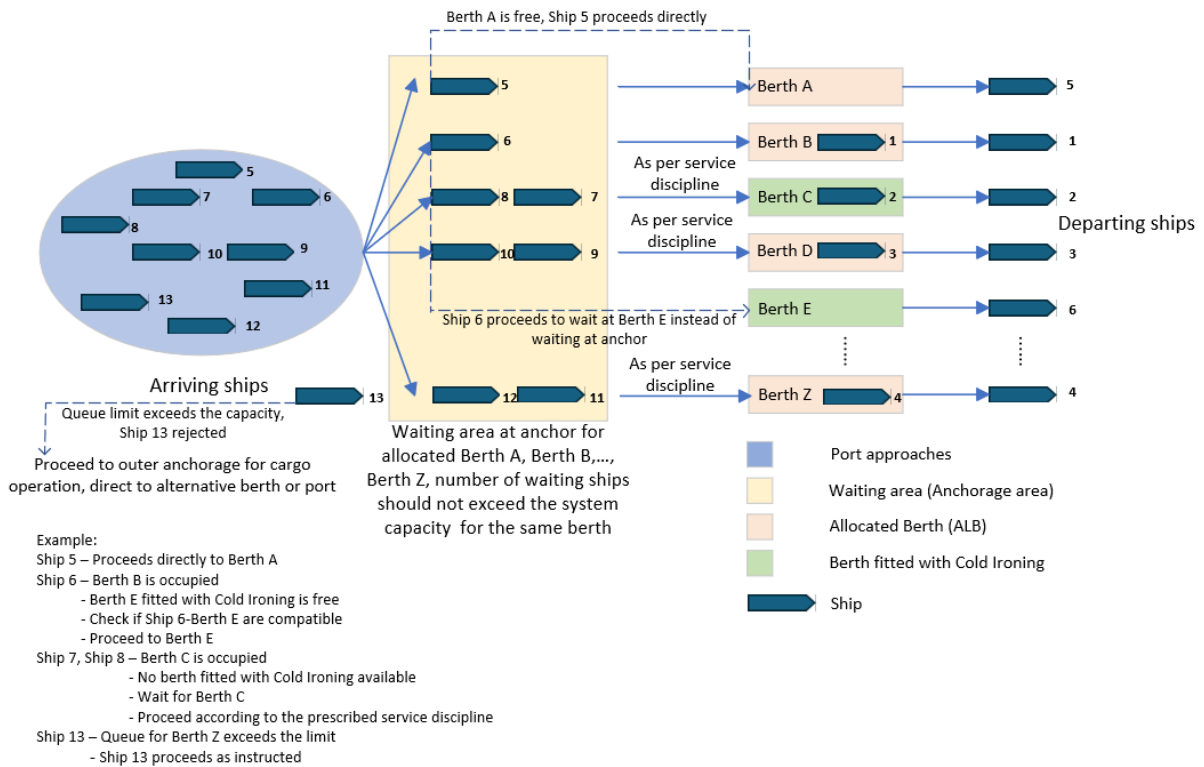 Berth A is free, Ship 5 proceeds directly
5
Berth A
5
6
Berth B
1
1
As per service
discipline
8
7
Berth C
2
2
Departing ships
As per service
discipline
10
9
Berth D
3
3
5
7
6
8
10
9
11
13
12
Ship 6 proceeds to wait at Berth E instead of
waiting at anchor
Berth E
6
As per service
discipline
12
11
Berth Z
4
4
Arriving ships
13
Queue limit exceeds the capacity,
Ship 13 rejected
Proceed to outer anchorage for cargo
operation, direct to alternative berth or port
Waiting area at anchor for
allocated Berth A, Berth B,...,
Berth Z, number of waiting ships
should not exceed the system
capacity for the same berth
Port approaches
Waiting area (Anchorage area)
Allocated Berth (ALB)
Berth fitted with Cold Ironing
Ship
Example:
Ship 5 – Proceeds directly to Berth A
Ship 6 – Berth B is occupied
- Berth E fitted with Cold Ironing is free
- Check if Ship 6-Berth E are compatible
- Proceed to Berth E
Ship 7, Ship 8 – Berth C is occupied
- No berth fitted with Cold Ironing available
- Wait for Berth C
- Proceed according to the prescribed service discipline
Ship 13 – Queue for Berth Z exceeds the limit
- Ship 13 proceeds as instructed